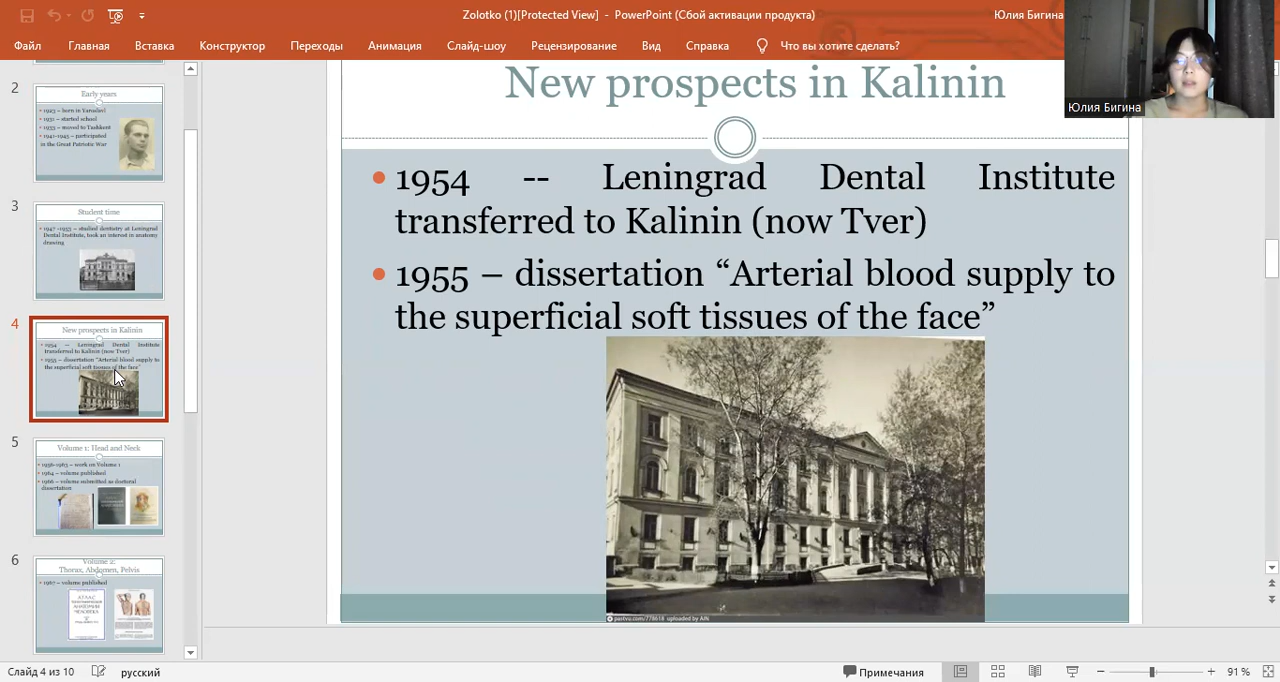 Zolotko (1)[Protected View] - PowerPoint (Сбой активации продукта)
Юлия Бигина
Файл Главная Вставка Конструктор Переходы Анимация Слайд-шоу Рецензирование Вид Справка Что вы хотите сделать?
Юлия Бигина
2
Early years
1923 – born in
1931 – started school
1935 – moved to Tashkent
1941-1945 – participated
in the Great Patriotic War
3
Student time
1947-1953 – studied dentistry at Leningrad
Dental Institute, took an interest in anatomy
drawing
4
New prospects in Kalinin
1954 -- Leningrad Dental Institute
transferred to Kalinin (now Tver)
1955 – dissertation "Arterial blood supply to
the superficial soft tissues of the face"
5
Volume 1: Head and Neck
1956-1963 – work on Volume 1
1964 – volume published
1966 – volume submitted as doctoral
dissertation
6
Volume 2:
Thorax, Abdomen, Pelvis
1967 – volume published
АТЛАС
New prospects in Kalinin
1954 -- Leningrad Dental Institute
transferred to Kalinin (now Tver)
1955 – dissertation “Arterial blood supply to
the superficial soft tissues of the face”
pastvu.com/778618 uploaded by AlN
Слайд 4 из 10 русский Примечания 91 %